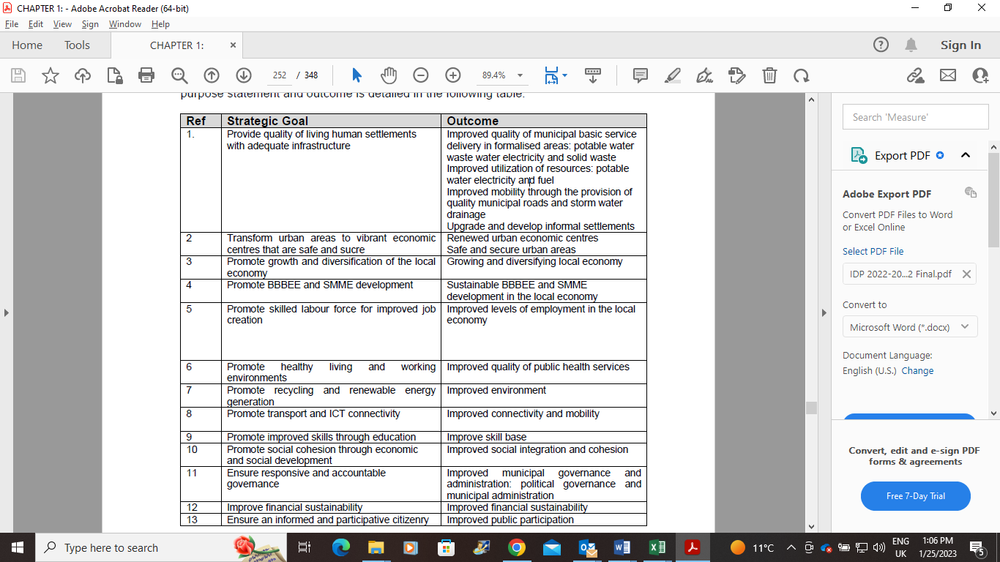 CHAPTER 1: - Adobe Acrobat Reader (64-bit)
File Edit View Sign Window Help
Home Tools CHAPTER 1: × Sign In
252 / 348 89.4%
purpose statement and outcome is detailed in the following table.
Ref Strategic Goal Outcome
1. Provide quality of living human settlements
with adequate infrastructure
Improved quality of municipal basic service
delivery in formalised areas: potable water
waste water electricity and solid waste
Improved utilization of resources: potable
water electricity and fuel
Improved mobility through the provision of
quality municipal roads and storm water
drainage
Upgrade and develop informal settlements
2 Transform urban areas to vibrant economic
centres that are safe and sucre
Renewed urban economic centres
Safe and secure urban areas
3 Promote growth and diversification of the local
economy
Growing and diversifying local economy
4 Promote BBBEE and SMME development
Sustainable BBBEE and SMME
development in the local economy
5 Promote skilled labour force for improved job
creation
Improved levels of employment in the local
economy
6 Promote healthy living and working
environments
Improved quality of public health services
7 Promote recycling and renewable energy
generation
Improved environment
8 Promote transport and ICT connectivity
Improved connectivity and mobility
9 Promote improved skills through education
Improve skill base
10 Promote social cohesion through economic
and social development
Improved social integration and cohesion
11 Ensure responsive and accountable
governance
Improved municipal governance and
administration: political governance and
municipal administration
12 Improve financial sustainability
Improved financial sustainability
13 Ensure an informed and participative citizenry
Improved public participation
Search 'Measure'
Export PDF
Adobe Export PDF
Convert PDF Files to Word
or Excel Online
Select PDF File
IDP 2022-20...2 Final.pdf
Convert to
Microsoft Word (*.docx)
Document Language:
English (U.S.) Change
Convert, edit and e-sign PDF
forms & agreements
Free 7-Day Trial
Type here to search
11°C
ENG
UK
1:06 PM
1/25/2023
5